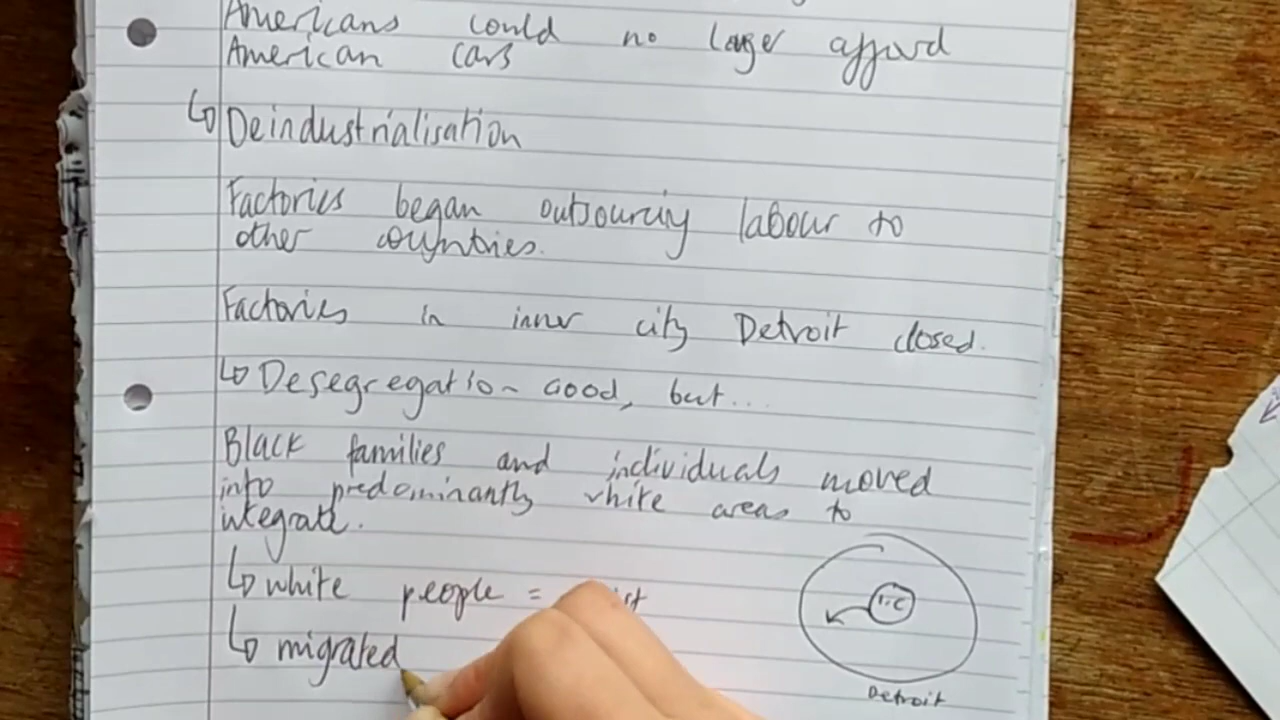 Americans could no longer afford
American cars
Deindustrialisation
Factories began outsourcing labour to
other countries.
Factories in inner city Detroit closed.
Desegregation Good, but...
Black families and individuals moved
into predominantly white areas to
integrate.
white people =
migrated
I.C
Detroit